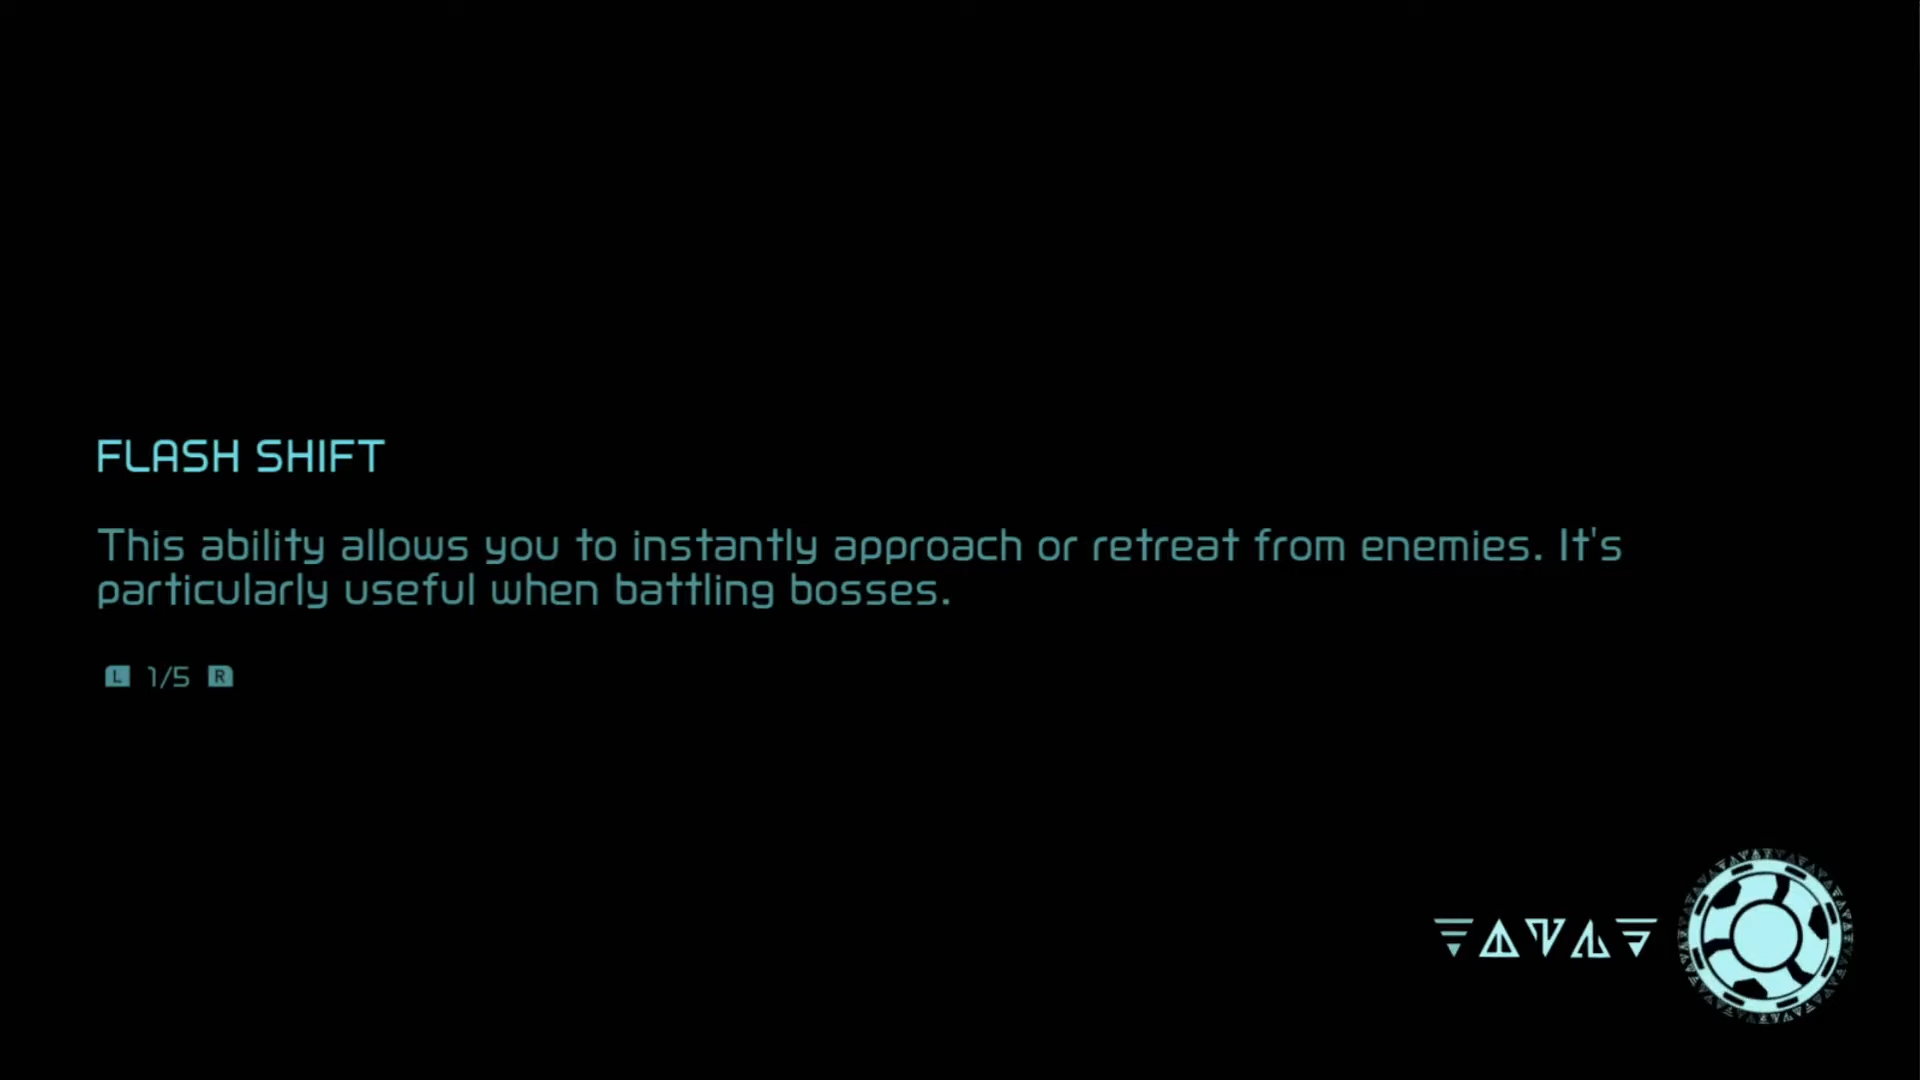 FLASH SHIFT
This ability allows you to instantly approach or retreat from enemies. It's
particularly useful when battling bosses.
L 1/5 R